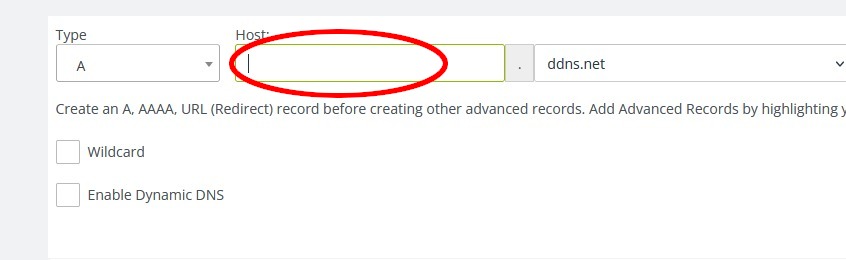 Type Host:
A . ddns.net
Create an A, AAAA, URL (Redirect) record before creating other advanced records. Add Advanced Records by highlighting
Wildcard
Enable Dynamic DNS